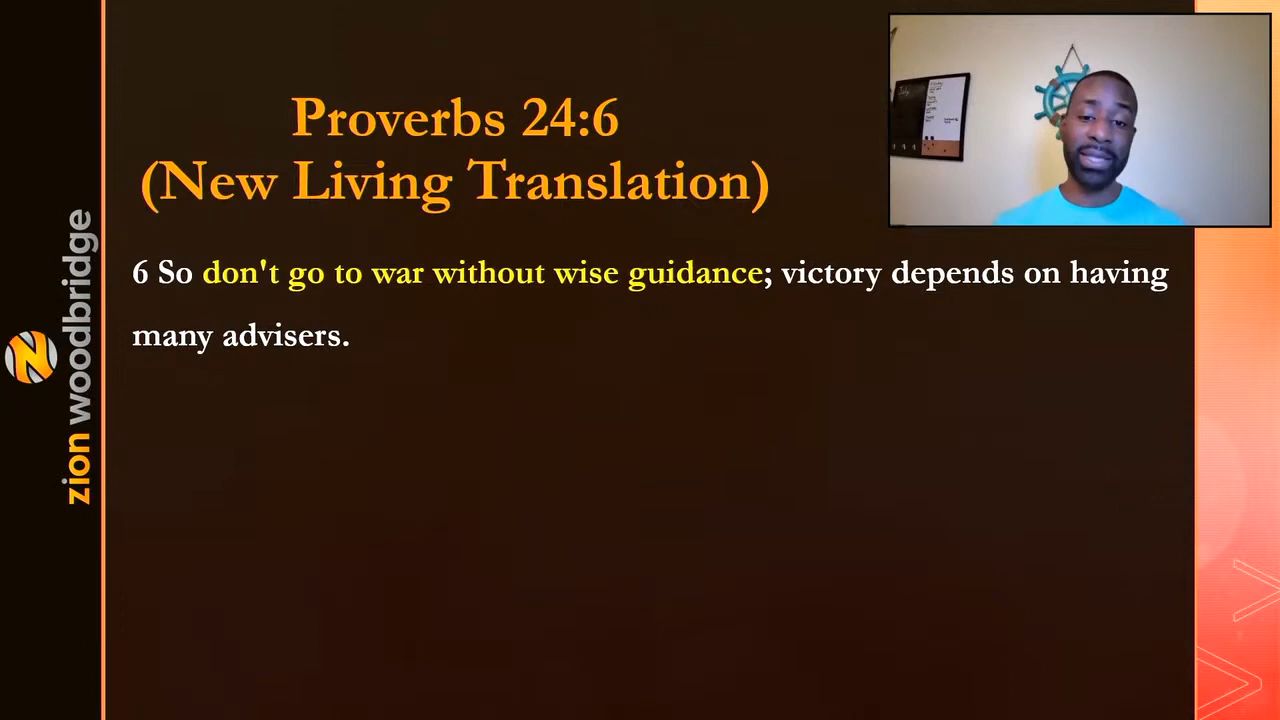 Proverbs 24:6
(New Living Translation)
6 So don't go to war without wise guidance; victory depends on having
many advisers.
zion woodbridge
July